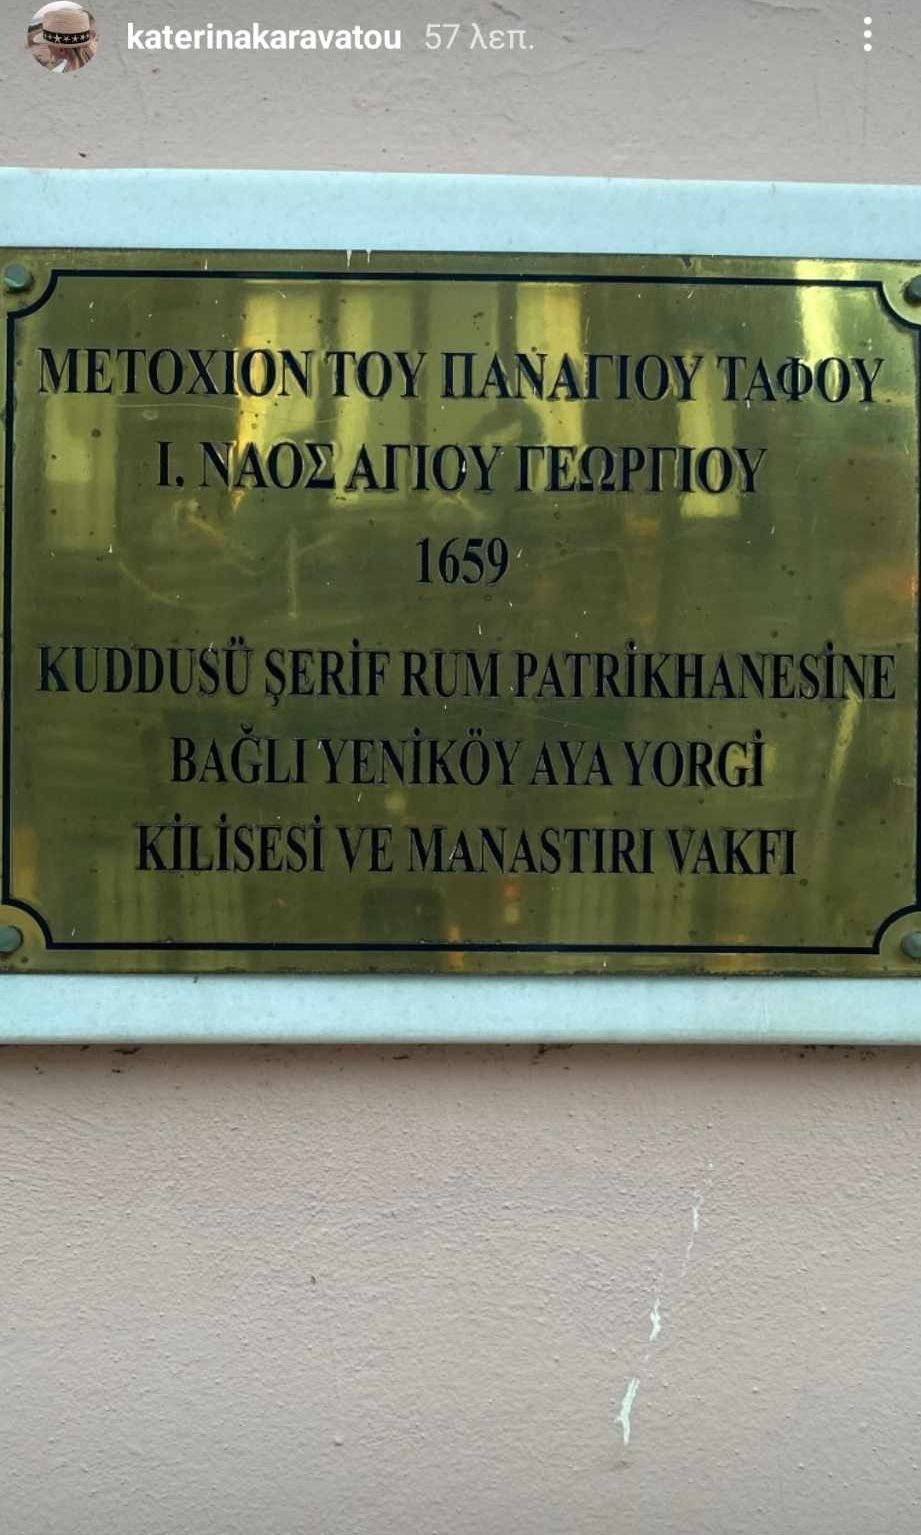 katerinakaravatou 57 λεπ.
ΜΕΤΟΧΙΟΝ ΤΟΥ ΠΑΝΑΓΙΟΥ ΤΑΦΟΥ
Ι. ΝΑΟΣ ΑΓΙΟΥ ΓΕΩΡΓΙΟΥ
1659
KUDDUSÜ ŞERİF RUM PATRİKHANESİNE
BAĞLI YENİKÖY AYA YORGİ
KİLİSESİ VE MANASTIRI VAKFI